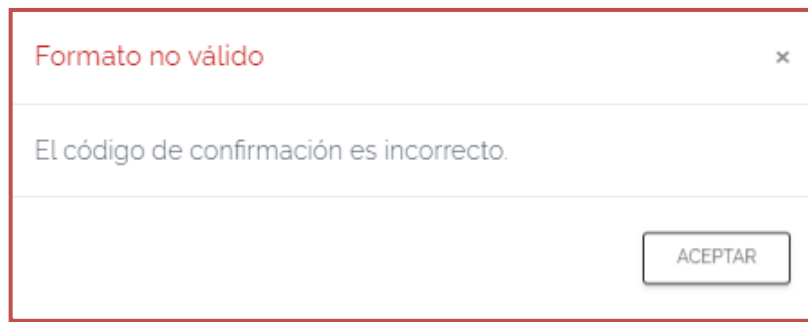 Formato no válido
×
El código de confirmación es incorrecto.
ACEPTAR